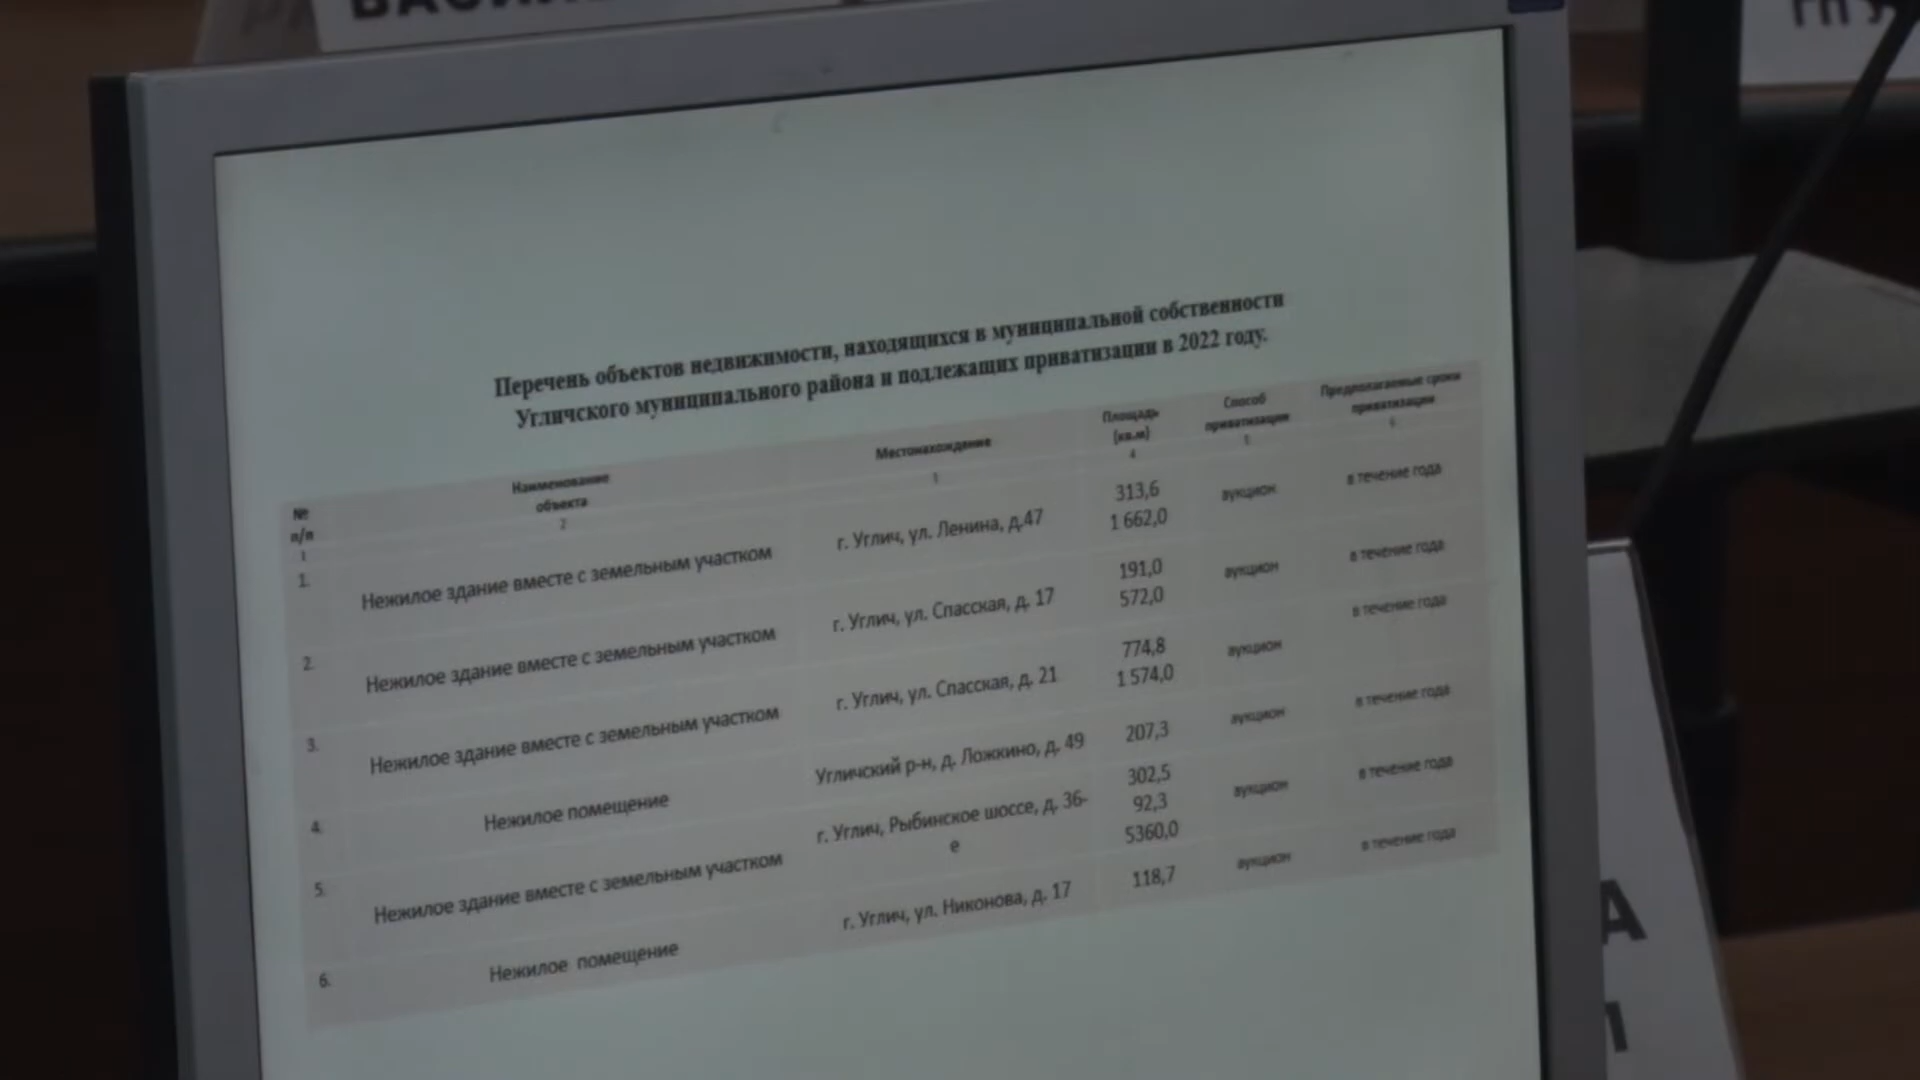 Перечень объектов недвижимости, находящихся в муниципальной собственности
Угличского муниципального района и подлежащих приватизации в 2022 году.
№ п/п Наименование объекта Местонахождение Площадь (кв.м) Способ приватизации Предполагаемые сроки приватизации
1 2 3 4 5 6
1. Нежилое здание вместе с земельным участком г. Углич, ул. Ленина, д.47 313,6 аукцион в течение года
1 662,0
2. Нежилое здание вместе с земельным участком г. Углич, ул. Спасская, д. 17 191,0 аукцион в течение года
572,0
3. Нежилое здание вместе с земельным участком г. Углич, ул. Спасская, д. 21 774,8 аукцион в течение года
1 574,0
4. Нежилое помещение Угличский р-н, д. Ложкино, д. 49 207,3 аукцион в течение года
5. Нежилое здание вместе с земельным участком г. Углич, Рыбинское шоссе, д. 36- 302,5 аукцион в течение года
е 92,3
5360,0
6. Нежилое помещение г. Углич, ул. Никонова, д. 17 118,7 аукцион в течение года